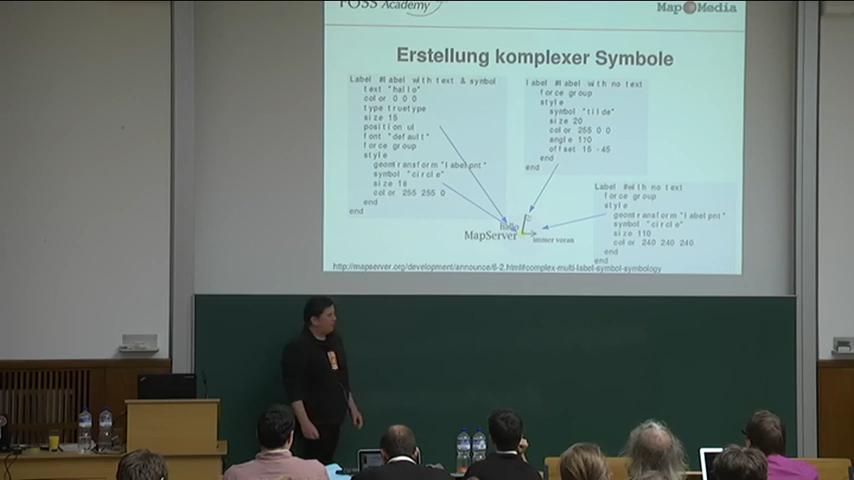 FOSS
Academy
Map Media
Erstellung komplexer Symbole
Label #label with text & symbol
text "hallo"
color 0 0 0
type truetype
size 15
position ul
font "default"
force group
style
geomtransform "labelpnt"
symbol "circle"
size 18
color 255 255 0
end
end
label #label with no text
force group
style
symbol "tilde"
size 20
color 255 0 0
angle 170
offset 15 -45
end
end
Label #with no text
force group
style
geomtransform "labelpnt"
symbol "circle"
size 110
color 240 240 240
end
end
hallo
MapServer
immer voran
http://mapserver.org/development/announce/6-2.html#complex-multi-label-symbol-symbology